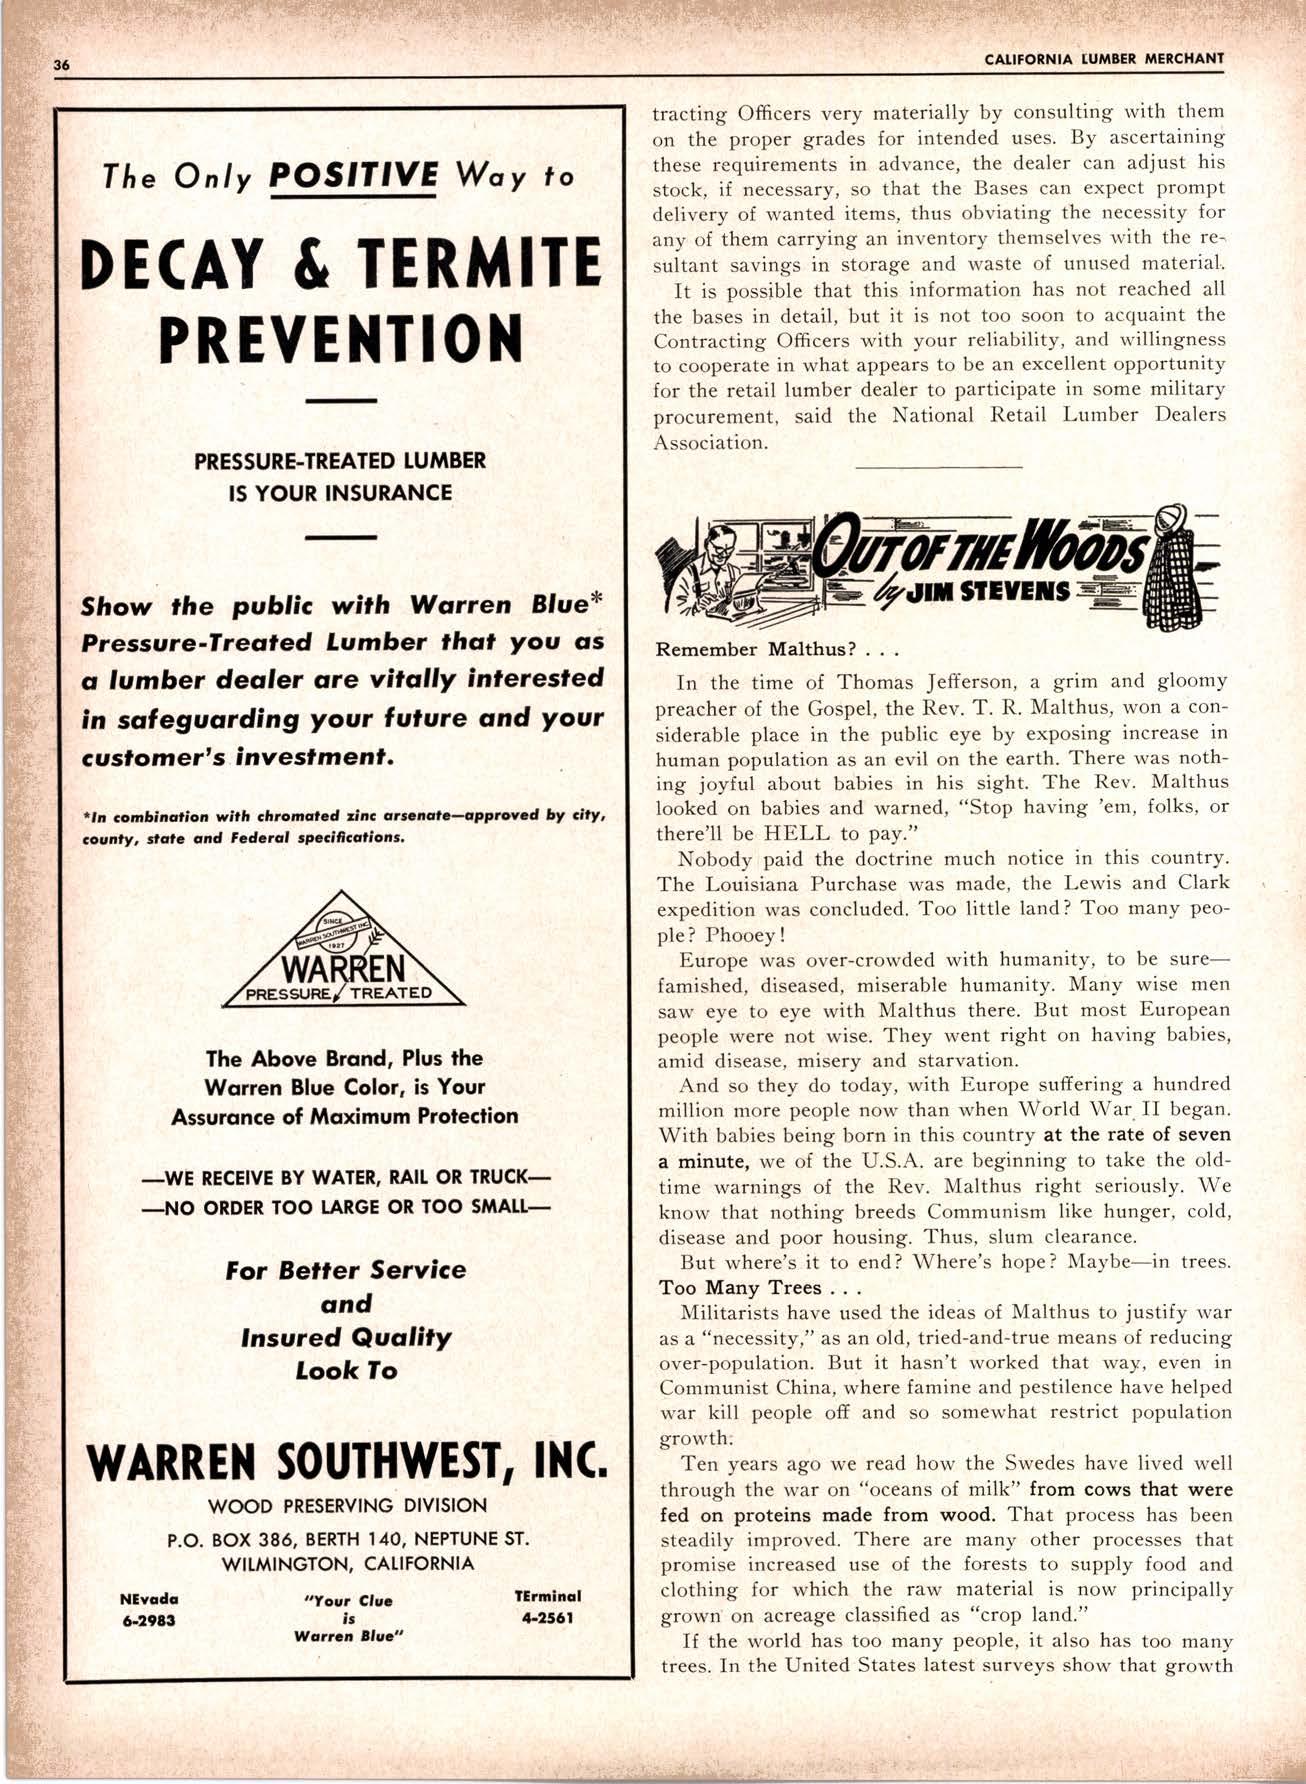 36
CALIFORNIA LUMBER MERCHANT
The Only POSITIVE Way to
DECAY & TERMITE
PREVENTION
PRESSURE-TREATED LUMBER
IS YOUR INSURANCE
Show the public with Warren Blue*
Pressure-Treated Lumber that you as
a lumber dealer are vitally interested
in safeguarding your future and your
customer's investment.
*In combination with chromated zinc arsenate—approved by city,
county, state and Federal specifications.
SINCE
WARREN SOUTHWEST INC.
1927
WARREN
PRESSURE TREATED
The Above Brand, Plus the
Warren Blue Color, is Your
Assurance of Maximum Protection
—WE RECEIVE BY WATER, RAIL OR TRUCK—
—NO ORDER TOO LARGE OR TOO SMALL—
For Better Service
and
Insured Quality
Look To
WARREN SOUTHWEST, INC.
WOOD PRESERVING DIVISION
P.O. BOX 386, BERTH 140, NEPTUNE ST.
WILMINGTON, CALIFORNIA
NEvada
6-2983
"Your Clue
is
Warren Blue"
TErminal
4-2561
tracting Officers very materially by consulting with them
on the proper grades for intended uses. By ascertaining
these requirements in advance, the dealer can adjust his
stock, if necessary, so that the Bases can expect prompt
delivery of wanted items, thus obviating the necessity for
any of them carrying an inventory themselves with the re-
sultant savings in storage and waste of unused material.
It is possible that this information has not reached all
the bases in detail, but it is not too soon to acquaint the
Contracting Officers with your reliability, and willingness
to cooperate in what appears to be an excellent opportunity
for the retail lumber dealer to participate in some military
procurement, said the National Retail Lumber Dealers
Association.
OUT OF THE WOODS
by JIM STEVENS
Remember Malthus? . . .
In the time of Thomas Jefferson, a grim and gloomy
preacher of the Gospel, the Rev. T. R. Malthus, won a con-
siderable place in the public eye by exposing increase in
human population as an evil on the earth. There was noth-
ing joyful about babies in his sight. The Rev. Malthus
looked on babies and warned, "Stop having 'em, folks, or
there'll be HELL to pay."
Nobody paid the doctrine much notice in this country.
The Louisiana Purchase was made, the Lewis and Clark
expedition was concluded. Too little land? Too many peo-
ple? Phooey!
Europe was over-crowded with humanity, to be sure—
famished, diseased, miserable humanity. Many wise men
saw eye to eye with Malthus there. But most European
people were not wise. They went right on having babies,
amid disease, misery and starvation.
And so they do today, with Europe suffering a hundred
million more people now than when World War II began.
With babies being born in this country at the rate of seven
a minute, we of the U.S.A. are beginning to take the old-
time warnings of the Rev. Malthus right seriously. We
know that nothing breeds Communism like hunger, cold,
disease and poor housing. Thus, slum clearance.
But where's it to end? Where's hope? Maybe—in trees.
Too Many Trees . . .
Militarists have used the ideas of Malthus to justify war
as a "necessity," as an old, tried-and-true means of reducing
over-population. But it hasn't worked that way, even in
Communist China, where famine and pestilence have helped
war kill people off and so somewhat restrict population
growth.
Ten years ago we read how the Swedes have lived well
through the war on "oceans of milk" from cows that were
fed on proteins made from wood. That process has been
steadily improved. There are many other processes that
promise increased use of the forests to supply food and
clothing for which the raw material is now principally
grown on acreage classified as "crop land."
If the world has too many people, it also has too many
trees. In the United States latest surveys show that growth